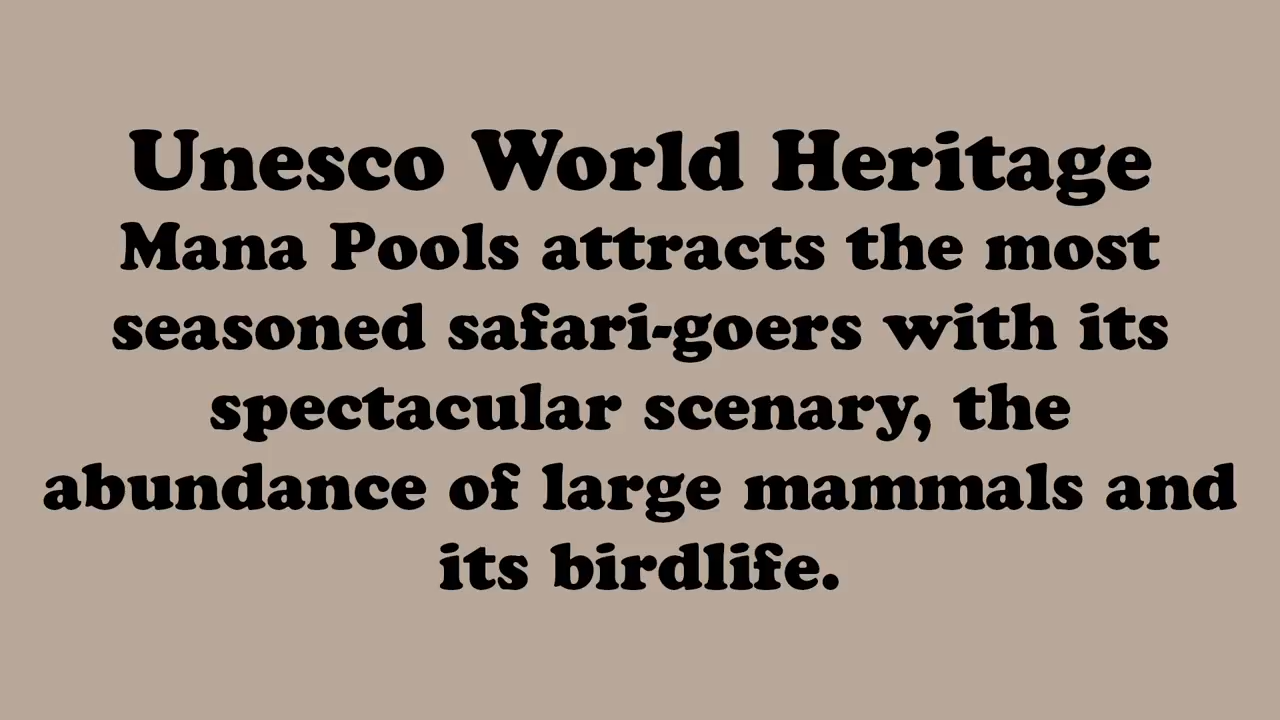 Unesco World Heritage
Mana Pools attracts the most
seasoned safari-goers with its
spectacular scenary, the
abundance of large mammals and
its birdlife.